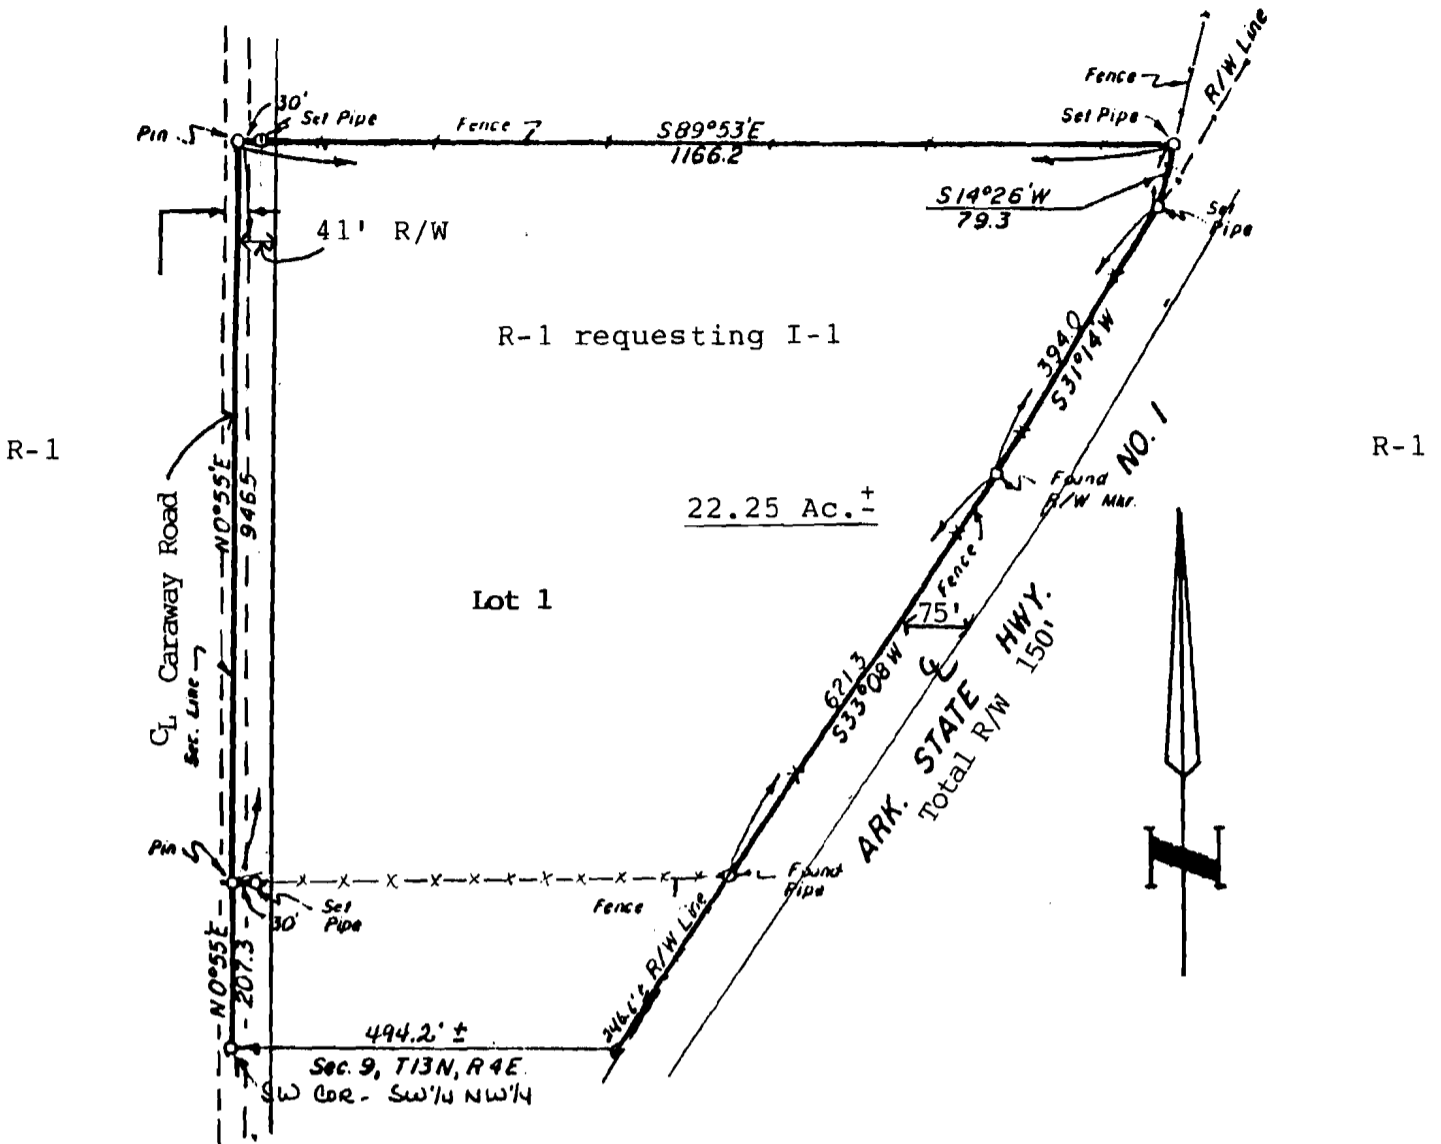 R/W Line
Fence
30'
Set Pipe
Pin
Fence
S89°53'E
1166.2
Set Pipe
S14°26'W
79.3
Set
Pipe
41' R/W
R-1 requesting I-1
394.0
S31°14'W
NO. 1
R-1
R-1
N0°55'E
946.5
22.25 Ac.±
Found
R/W Mkr.
Fence
C_L Caraway Road
Sec. Line
Lot 1
75'
621.3
S33°08'W
ARK. STATE HWY.
Total R/W 150'
Pin
30'
Set
Pipe
Fence
Found
Pipe
N0°55'E
207.3
246.6'± R/W Line
494.2' ±
Sec. 9, T13N, R4E.
SW COR - SW¼ NW¼
N